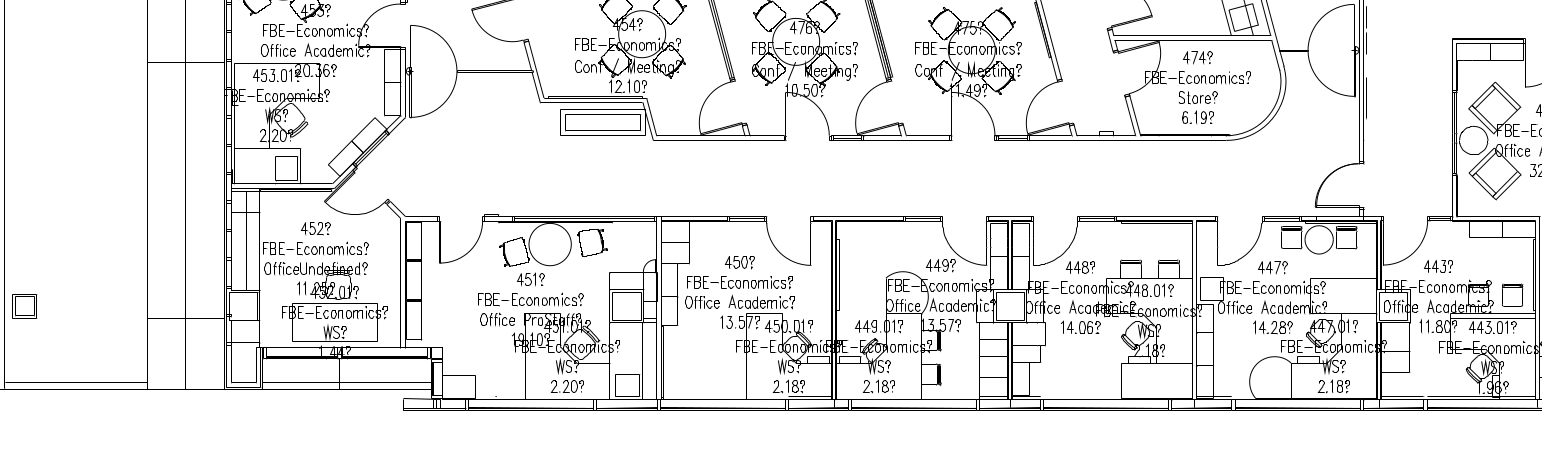 453?
FBE-Economics?
Office Academic?
20.36?
453.01?
BE-Economics?
WS?
2.20?
454?
FBE-Economics?
Conf / Meeting?
12.10?
476?
FBE-Economics?
Conf / Meeting?
10.50?
475?
FBE-Economics?
Conf / Meeting?
11.49?
474?
FBE-Economics?
Store?
6.19?
FBE-Ec
Office A
32
452?
FBE-Economics?
OfficeUndefined?
452.01?
FBE-Economics?
WS?
1.44?
451?
FBE-Economics?
Office ProStaff?
19.10?
451.01?
FBE-Economics?
WS?
2.20?
450?
FBE-Economics?
Office Academic?
13.57?
450.01?
FBE-Economics?
WS?
2.18?
449?
FBE-Economics?
Office Academic?
13.57?
449.01?
FBE-Economics?
WS?
2.18?
448?
FBE-Economics?
Office Academic?
14.06?
448.01?
FBE-Economics?
WS?
2.18?
447?
FBE-Economics?
Office Academic?
14.28?
447.01?
FBE-Economics?
WS?
2.18?
443?
FBE-Economics?
Office Academic?
11.80?
443.01?
FBE-Economics?
WS?
1.96?